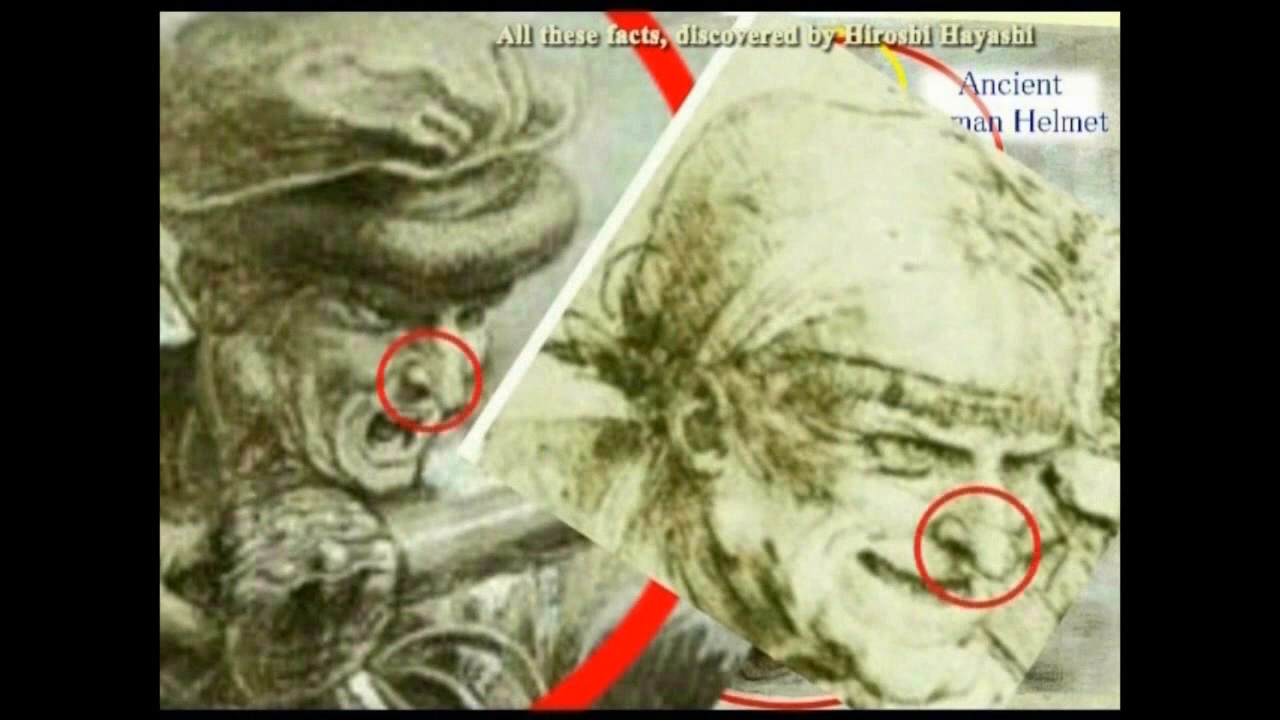 All these facts, discovered by Hiroshi Hayashi
Ancient
man Helmet